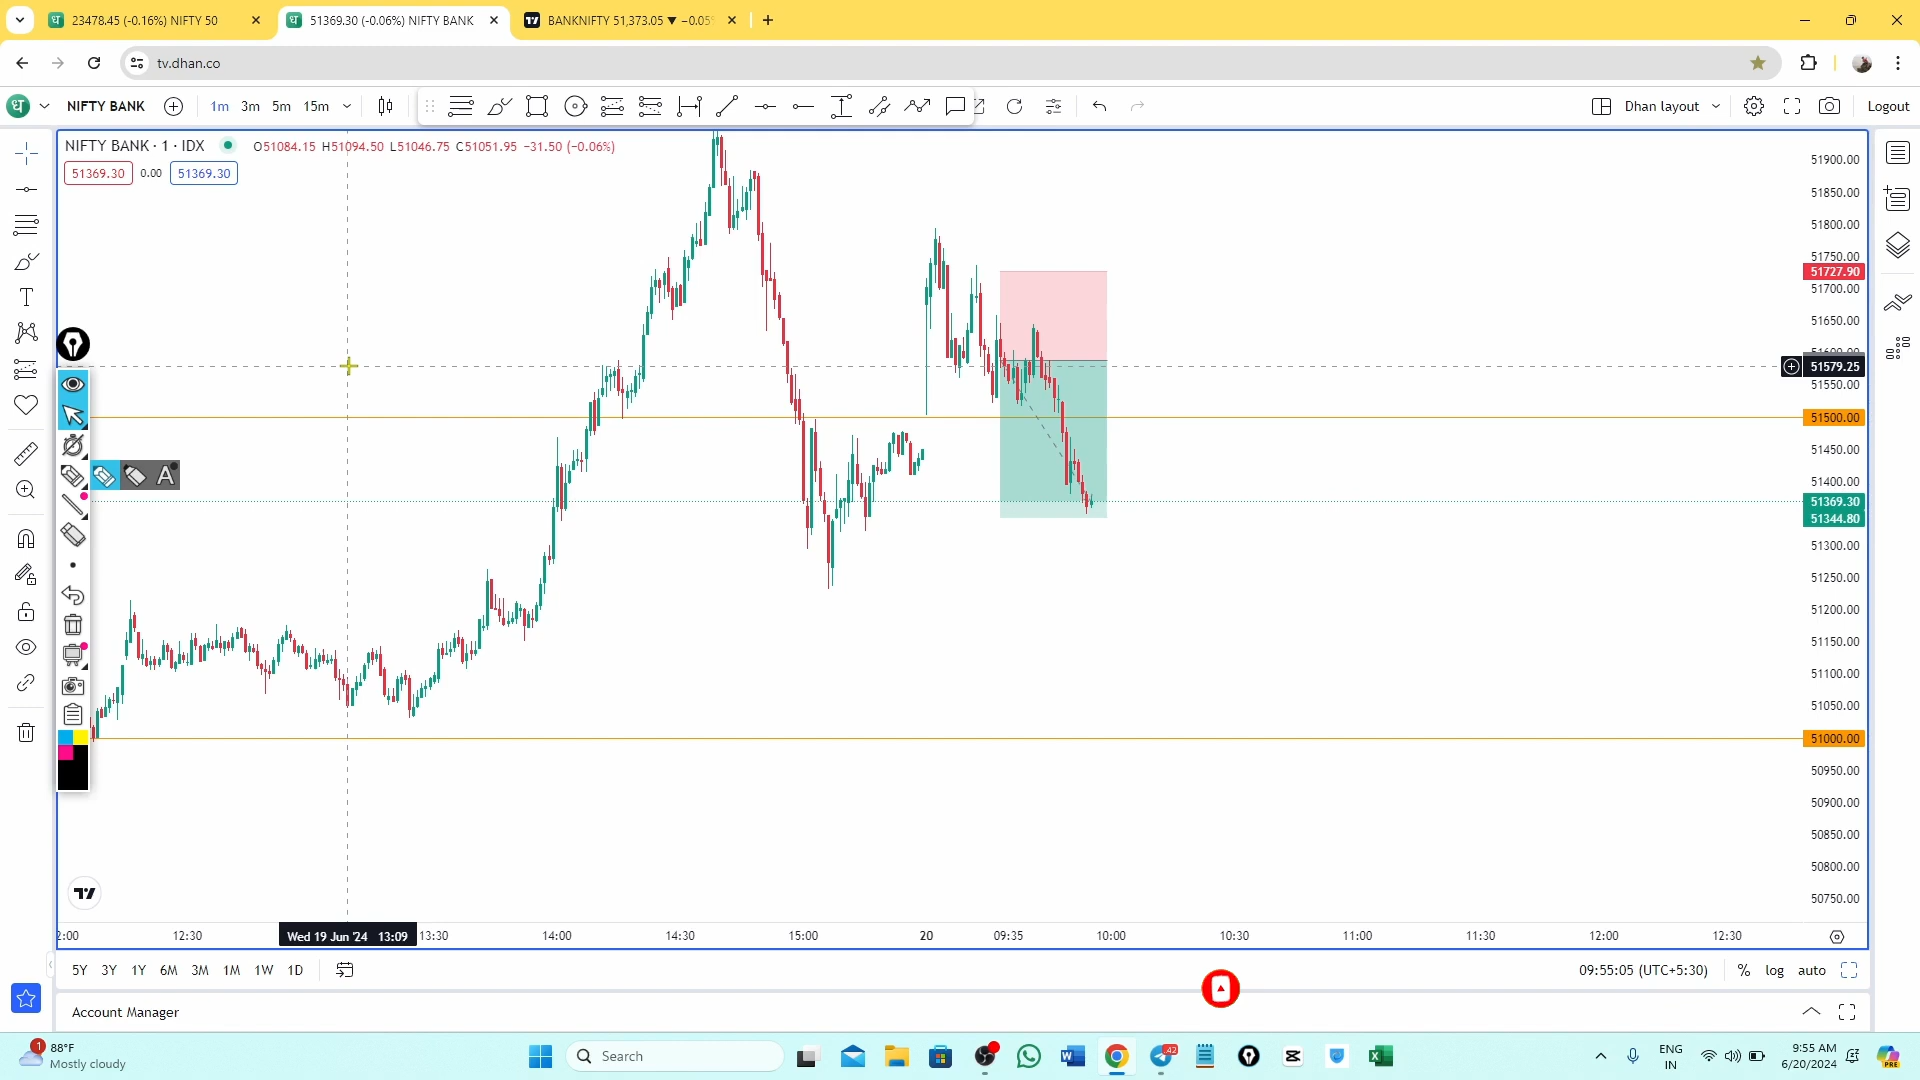 23478.45 (-0.16%) NIFTY 50
51369.30 (-0.06%) NIFTY BANK
BANKNIFTY 51,373.05 ▼ −0.05
tv.dhan.co
NIFTY BANK
1m 3m 5m 15m
Dhan layout
Logout
NIFTY BANK · 1 · IDX
O51084.15 H51094.50 L51046.75 C51051.95 −31.50 (−0.06%)
51369.30 0.00 51369.30
51900.00
51850.00
51800.00
51750.00
51727.90
51700.00
51650.00
51579.25
51550.00
51500.00
51450.00
51400.00
51369.30
51344.80
51300.00
51250.00
51200.00
51150.00
51100.00
51050.00
51000.00
50950.00
50900.00
50850.00
50800.00
50750.00
A
2:00 12:30 Wed 19 Jun '24 13:09 13:30 14:00 14:30 15:00 20 09:35 10:00 10:30 11:00 11:30 12:00 12:30
5Y 3Y 1Y 6M 3M 1M 1W 1D
09:55:05 (UTC+5:30) % log auto
Account Manager
1
88°F
Mostly cloudy
Search
42
ENG
IN
9:55 AM
6/20/2024
PRE